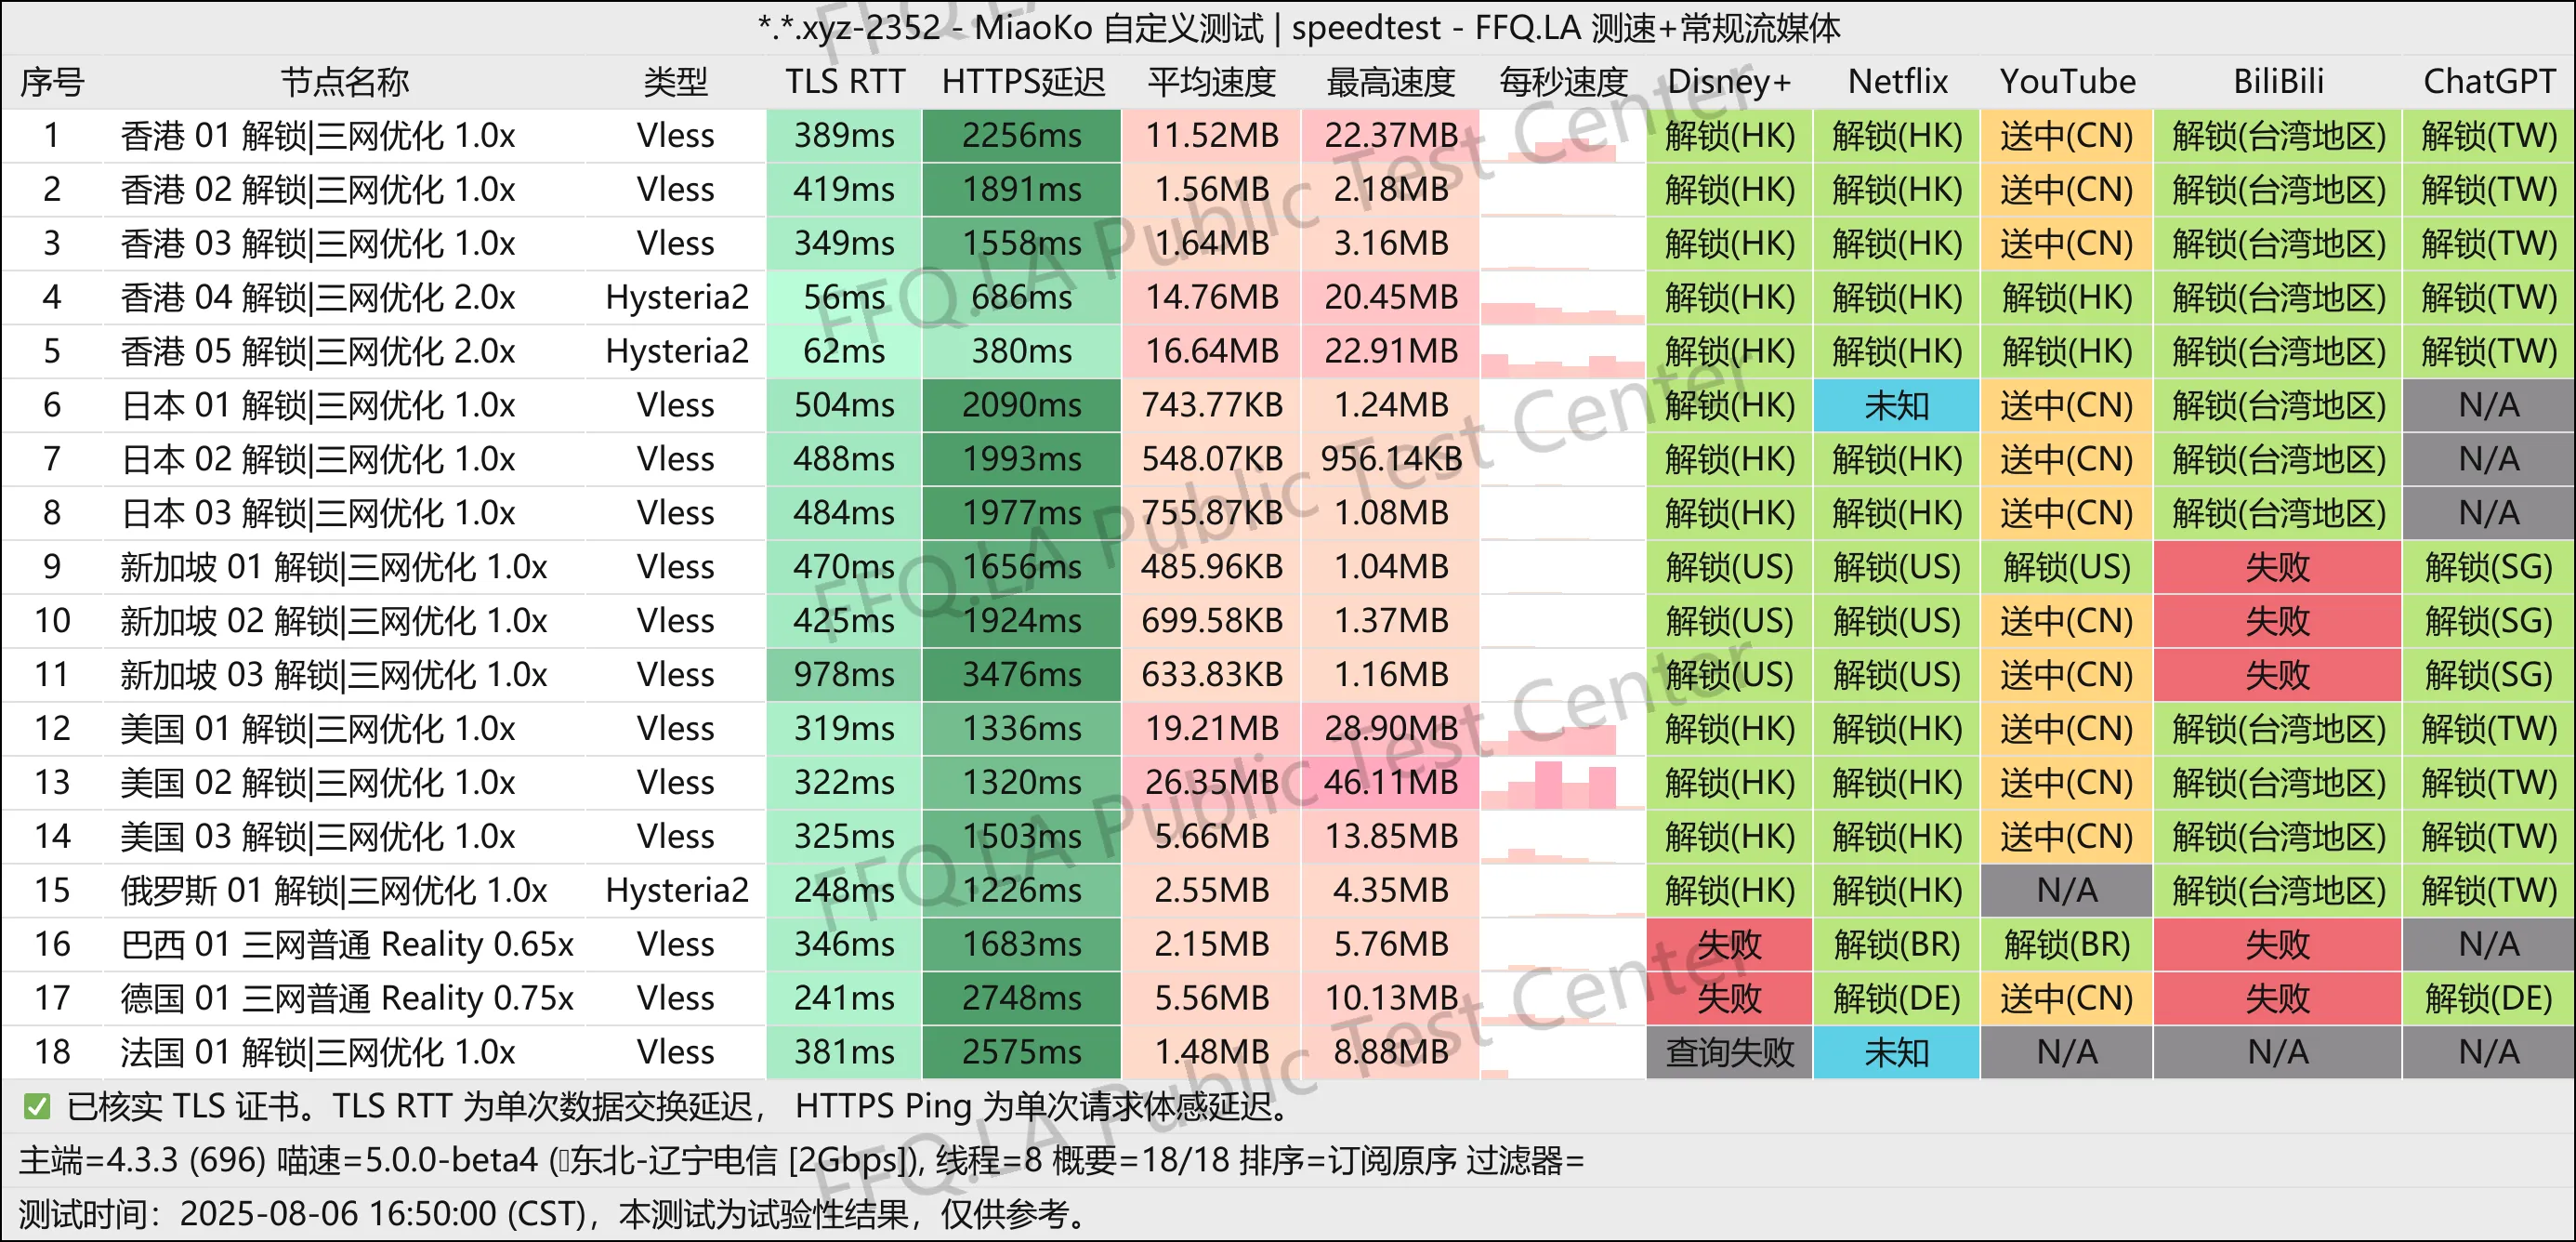 *.*.xyz-2352 - MiaoKo 自定义测试 | speedtest - FFQ.LA 测速+常规流媒体
序号 节点名称 类型 TLS RTT HTTPS延迟 平均速度 最高速度 每秒速度 Disney+ Netflix YouTube BiliBili ChatGPT
1 香港 01 解锁|三网优化 1.0x Vless 389ms 2256ms 11.52MB 22.37MB 解锁(HK) 解锁(HK) 送中(CN) 解锁(台湾地区) 解锁(TW)
2 香港 02 解锁|三网优化 1.0x Vless 419ms 1891ms 1.56MB 2.18MB 解锁(HK) 解锁(HK) 送中(CN) 解锁(台湾地区) 解锁(TW)
3 香港 03 解锁|三网优化 1.0x Vless 349ms 1558ms 1.64MB 3.16MB 解锁(HK) 解锁(HK) 送中(CN) 解锁(台湾地区) 解锁(TW)
4 香港 04 解锁|三网优化 2.0x Hysteria2 56ms 686ms 14.76MB 20.45MB 解锁(HK) 解锁(HK) 解锁(HK) 解锁(台湾地区) 解锁(TW)
5 香港 05 解锁|三网优化 2.0x Hysteria2 62ms 380ms 16.64MB 22.91MB 解锁(HK) 解锁(HK) 解锁(HK) 解锁(台湾地区) 解锁(TW)
6 日本 01 解锁|三网优化 1.0x Vless 504ms 2090ms 743.77KB 1.24MB 解锁(HK) 未知 送中(CN) 解锁(台湾地区) N/A
7 日本 02 解锁|三网优化 1.0x Vless 488ms 1993ms 548.07KB 956.14KB 解锁(HK) 解锁(HK) 送中(CN) 解锁(台湾地区) N/A
8 日本 03 解锁|三网优化 1.0x Vless 484ms 1977ms 755.87KB 1.08MB 解锁(HK) 解锁(HK) 送中(CN) 解锁(台湾地区) N/A
9 新加坡 01 解锁|三网优化 1.0x Vless 470ms 1656ms 485.96KB 1.04MB 解锁(US) 解锁(US) 解锁(US) 失败 解锁(SG)
10 新加坡 02 解锁|三网优化 1.0x Vless 425ms 1924ms 699.58KB 1.37MB 解锁(US) 解锁(US) 送中(CN) 失败 解锁(SG)
11 新加坡 03 解锁|三网优化 1.0x Vless 978ms 3476ms 633.83KB 1.16MB 解锁(US) 解锁(US) 送中(CN) 失败 解锁(SG)
12 美国 01 解锁|三网优化 1.0x Vless 319ms 1336ms 19.21MB 28.90MB 解锁(HK) 解锁(HK) 送中(CN) 解锁(台湾地区) 解锁(TW)
13 美国 02 解锁|三网优化 1.0x Vless 322ms 1320ms 26.35MB 46.11MB 解锁(HK) 解锁(HK) 送中(CN) 解锁(台湾地区) 解锁(TW)
14 美国 03 解锁|三网优化 1.0x Vless 325ms 1503ms 5.66MB 13.85MB 解锁(HK) 解锁(HK) 送中(CN) 解锁(台湾地区) 解锁(TW)
15 俄罗斯 01 解锁|三网优化 1.0x Hysteria2 248ms 1226ms 2.55MB 4.35MB 解锁(HK) 解锁(HK) N/A 解锁(台湾地区) 解锁(TW)
16 巴西 01 三网普通 Reality 0.65x Vless 346ms 1683ms 2.15MB 5.76MB 失败 解锁(BR) 解锁(BR) 失败 N/A
17 德国 01 三网普通 Reality 0.75x Vless 241ms 2748ms 5.56MB 10.13MB 失败 解锁(DE) 送中(CN) 失败 解锁(DE)
18 法国 01 解锁|三网优化 1.0x Vless 381ms 2575ms 1.48MB 8.88MB 查询失败 未知 N/A N/A N/A
✅ 已核实 TLS 证书。TLS RTT 为单次数据交换延迟， HTTPS Ping 为单次请求体感延迟。
主端=4.3.3 (696) 喵速=5.0.0-beta4 (东北-辽宁电信 [2Gbps]), 线程=8 概要=18/18 排序=订阅原序 过滤器=
测试时间：2025-08-06 16:50:00 (CST)，本测试为试验性结果，仅供参考。
FFQ.LA Public Test Center
FFQ.LA Public Test Center
FFQ.LA Public Test Center
FFQ.LA Public Test Center